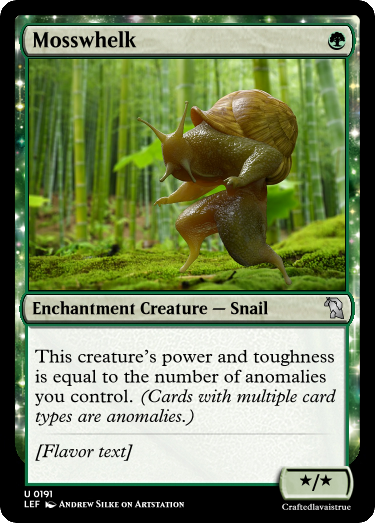 Mosswhelk
Enchantment Creature — Snail
This creature's power and toughness
is equal to the number of anomalies
you control. (Cards with multiple card
types are anomalies.)
[Flavor text]
★/★
U 0191
LEF Andrew Silke on Artstation
Craftedlavaistrue